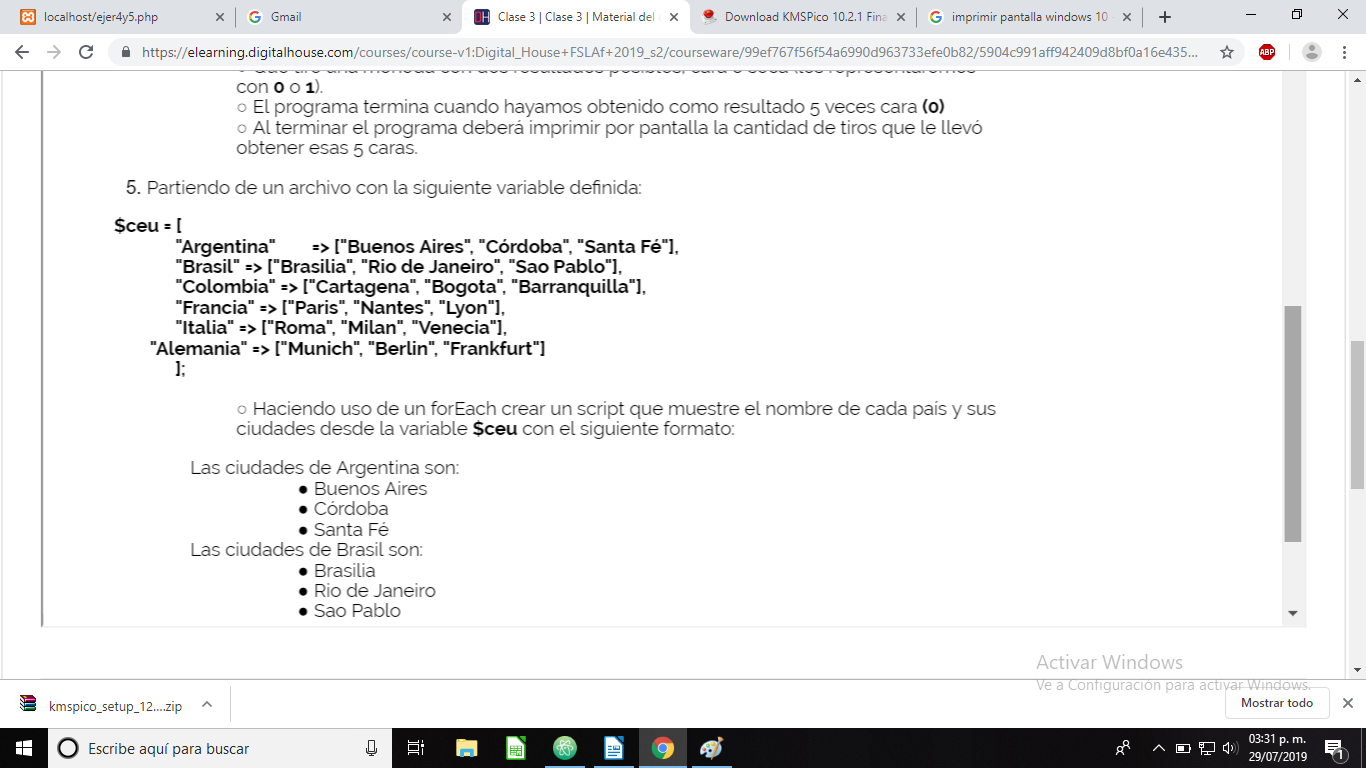 localhost/ejer4y5.php
Gmail
Clase 3 | Clase 3 | Material del
Download KMSPico 10.2.1 Fina
imprimir pantalla windows 10
https://elearning.digitalhouse.com/courses/course-v1:Digital_House+FSLAf+2019_s2/courseware/99ef767f56f54a6990d963733efe0b82/5904c991aff942409d8bf0a16e435...
ABP
con 0 o 1).
○ El programa termina cuando hayamos obtenido como resultado 5 veces cara (0)
○ Al terminar el programa deberá imprimir por pantalla la cantidad de tiros que le llevó
obtener esas 5 caras.
5. Partiendo de un archivo con la siguiente variable definida:
$ceu = [
"Argentina" => ["Buenos Aires", "Córdoba", "Santa Fé"],
"Brasil" => ["Brasilia", "Rio de Janeiro", "Sao Pablo"],
"Colombia" => ["Cartagena", "Bogota", "Barranquilla"],
"Francia" => ["Paris", "Nantes", "Lyon"],
"Italia" => ["Roma", "Milan", "Venecia"],
"Alemania" => ["Munich", "Berlin", "Frankfurt"]
];
○ Haciendo uso de un forEach crear un script que muestre el nombre de cada país y sus
ciudades desde la variable $ceu con el siguiente formato:
Las ciudades de Argentina son:
● Buenos Aires
● Córdoba
● Santa Fé
Las ciudades de Brasil son:
● Brasilia
● Rio de Janeiro
● Sao Pablo
Activar Windows
Ve a Configuración para activar Windows.
kmspico_setup_12....zip
Mostrar todo
Escribe aquí para buscar
03:31 p. m.
29/07/2019
1